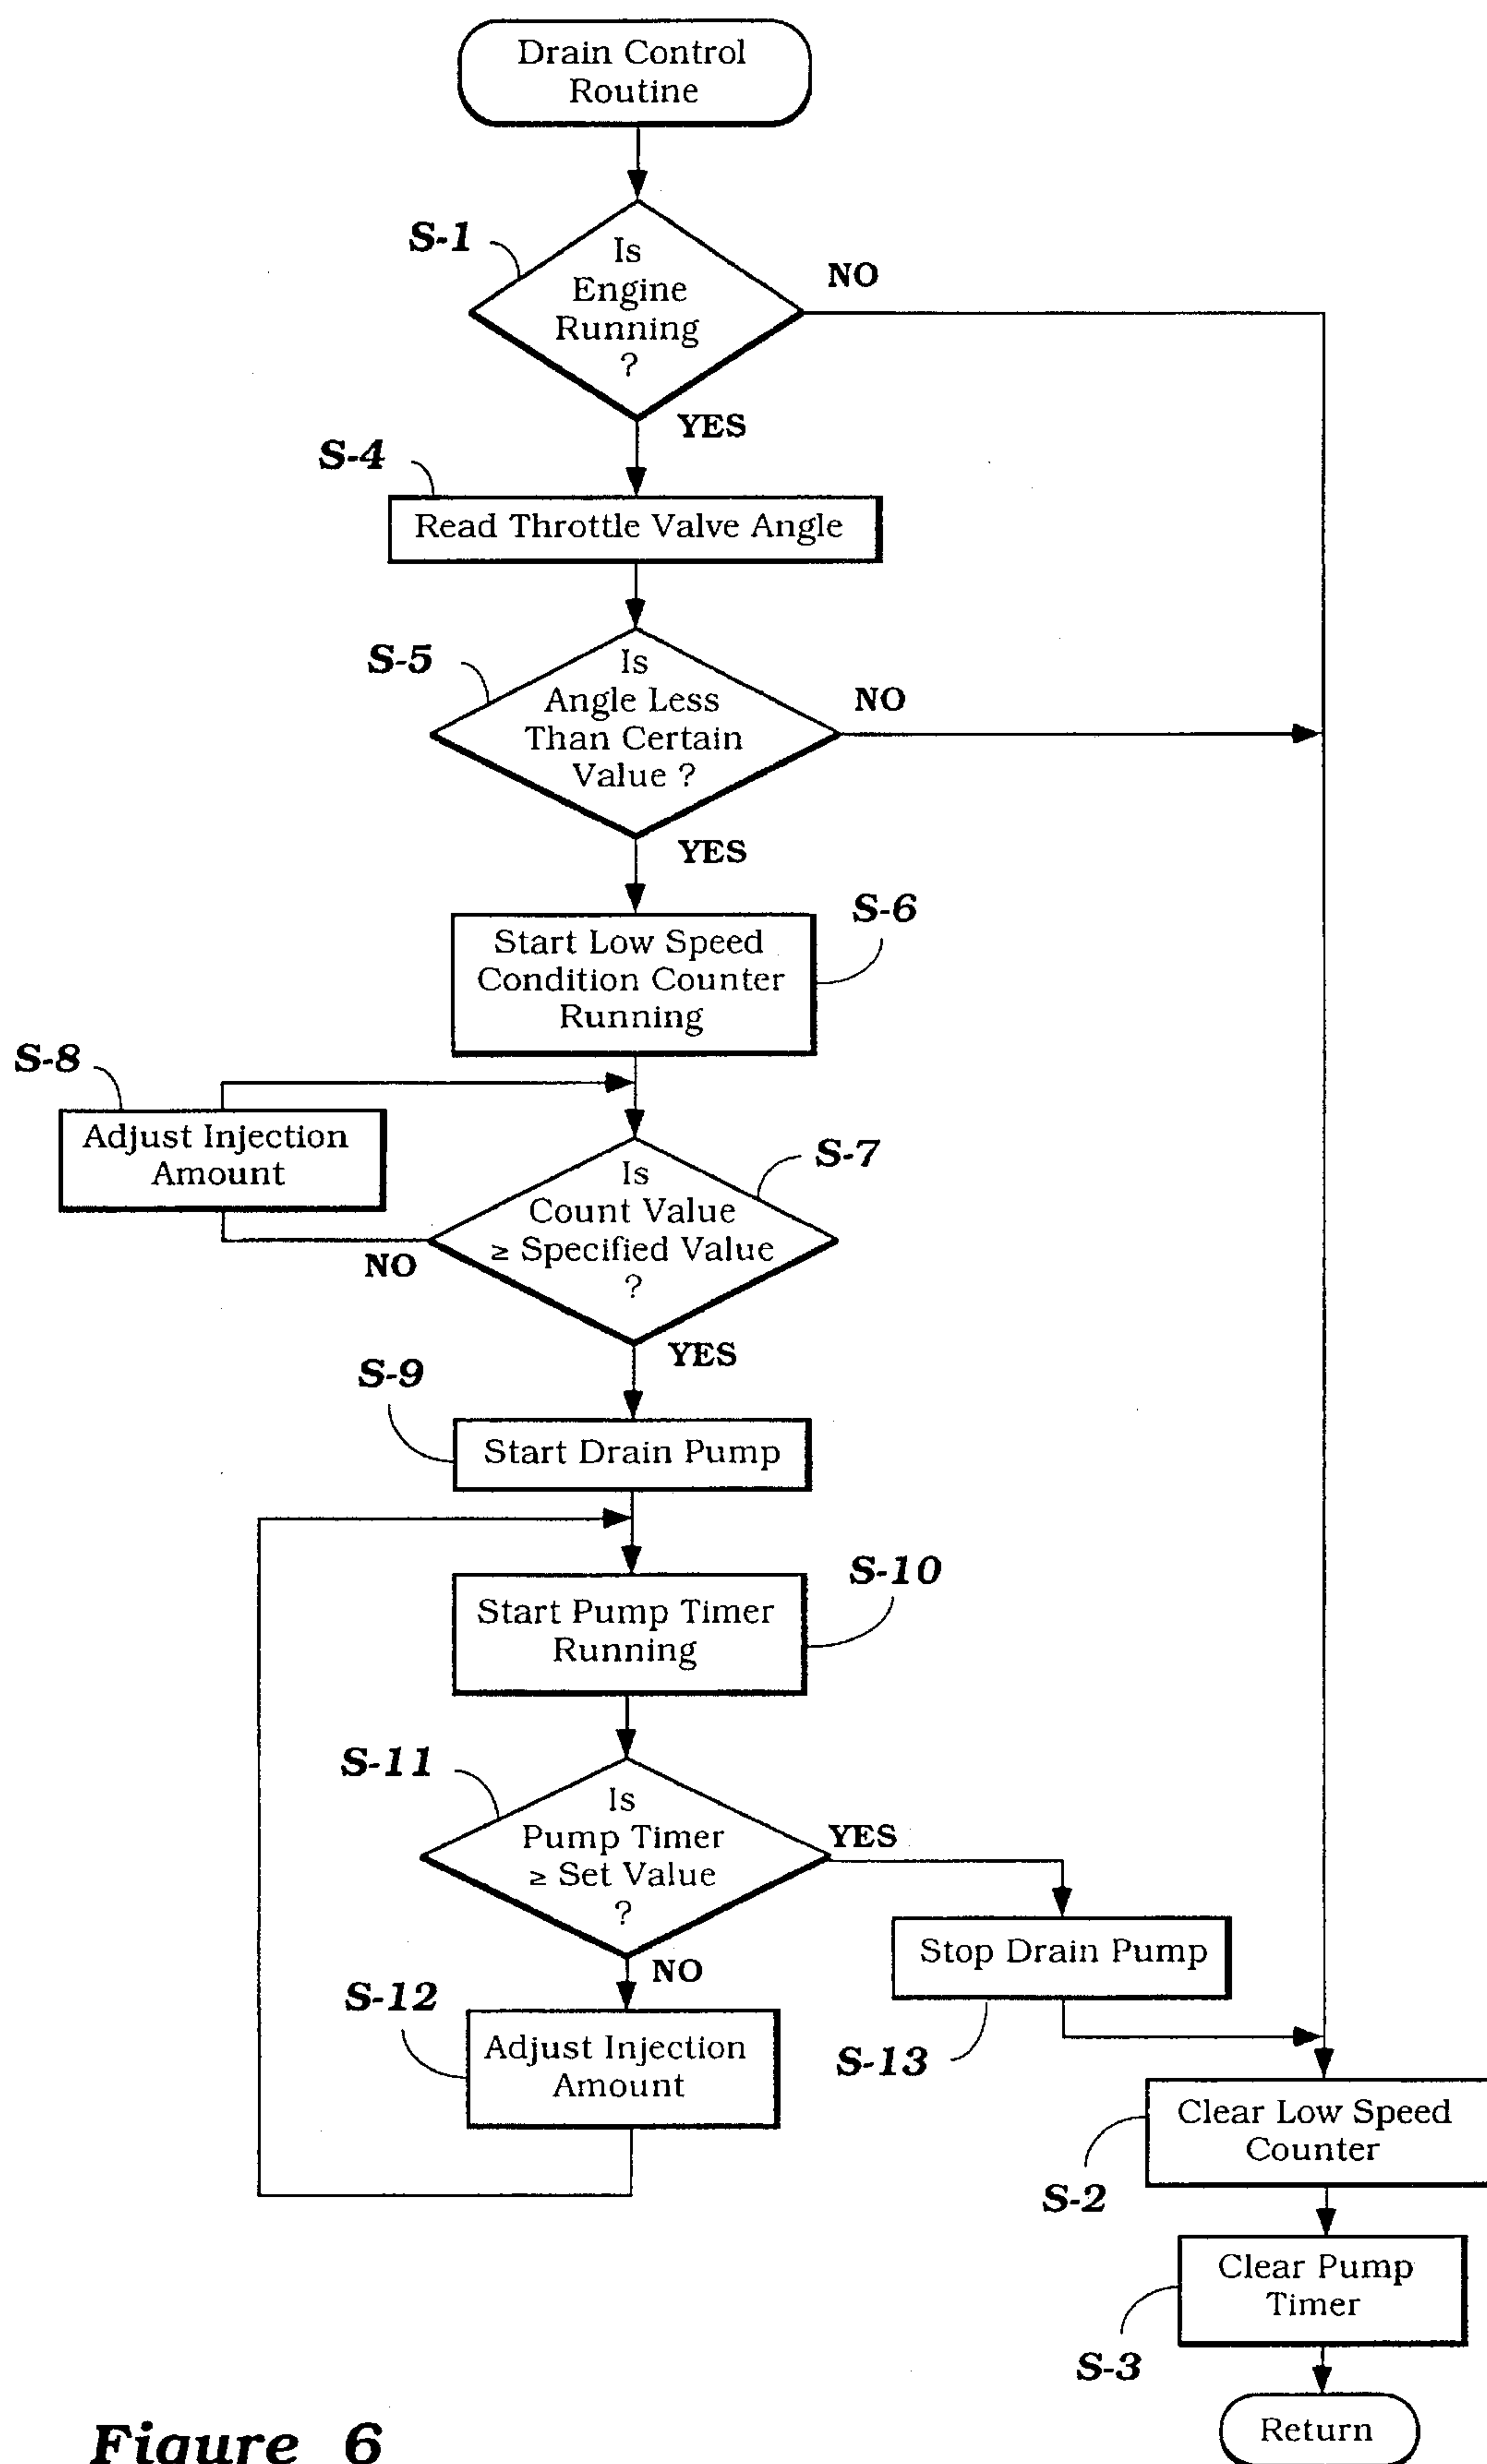 Drain Control
Routine
S-1
Is
Engine
Running
?
NO
YES
S-4
Read Throttle Valve Angle
S-5
Is
Angle Less
Than Certain
Value ?
NO
YES
S-6
Start Low Speed
Condition Counter
Running
S-8
Adjust Injection
Amount
S-7
Is
Count Value
≥ Specified Value
?
NO
YES
S-9
Start Drain Pump
S-10
Start Pump Timer
Running
S-11
Is
Pump Timer
≥ Set Value
?
YES
NO
Stop Drain Pump
S-13
S-12
Adjust Injection
Amount
Clear Low Speed
Counter
S-2
Clear Pump
Timer
S-3
Return
Figure 6